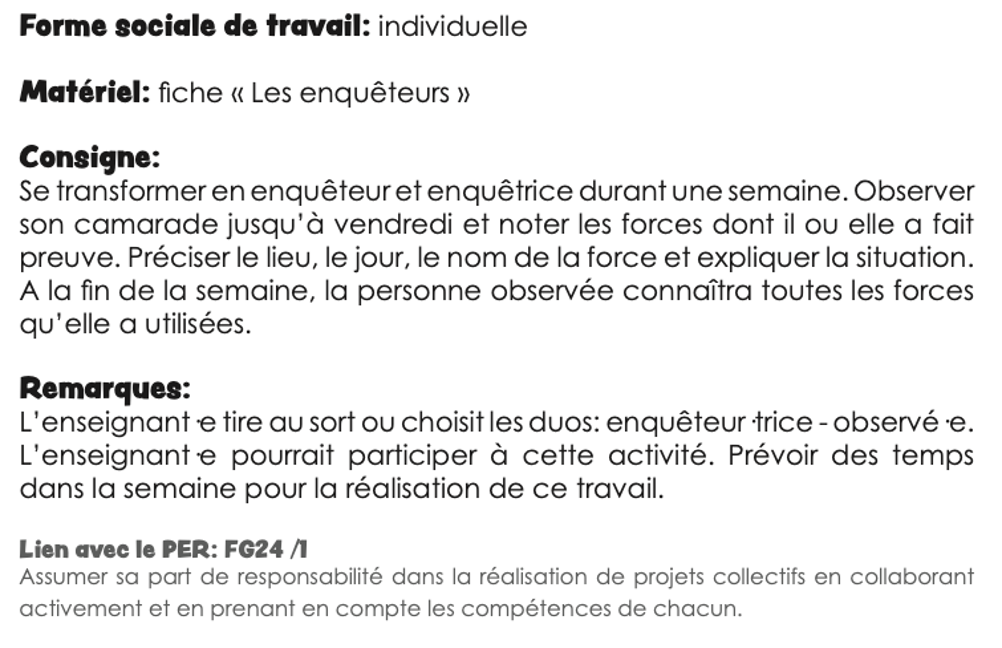 Forme sociale de travail: individuelle
Matériel: fiche « Les enquêteurs »
Consigne:
Se transformer en enquêteur et enquêtrice durant une semaine. Observer
son camarade jusqu’à vendredi et noter les forces dont il ou elle a fait
preuve. Préciser le lieu, le jour, le nom de la force et expliquer la situation.
A la fin de la semaine, la personne observée connaîtra toutes les forces
qu’elle a utilisées.
Remarques:
L’enseignant·e tire au sort ou choisit les duos: enquêteur·trice - observé·e.
L’enseignant·e pourrait participer à cette activité. Prévoir des temps
dans la semaine pour la réalisation de ce travail.
Lien avec le PER: FG24 /1
Assumer sa part de responsabilité dans la réalisation de projets collectifs en collaborant
activement et en prenant en compte les compétences de chacun.